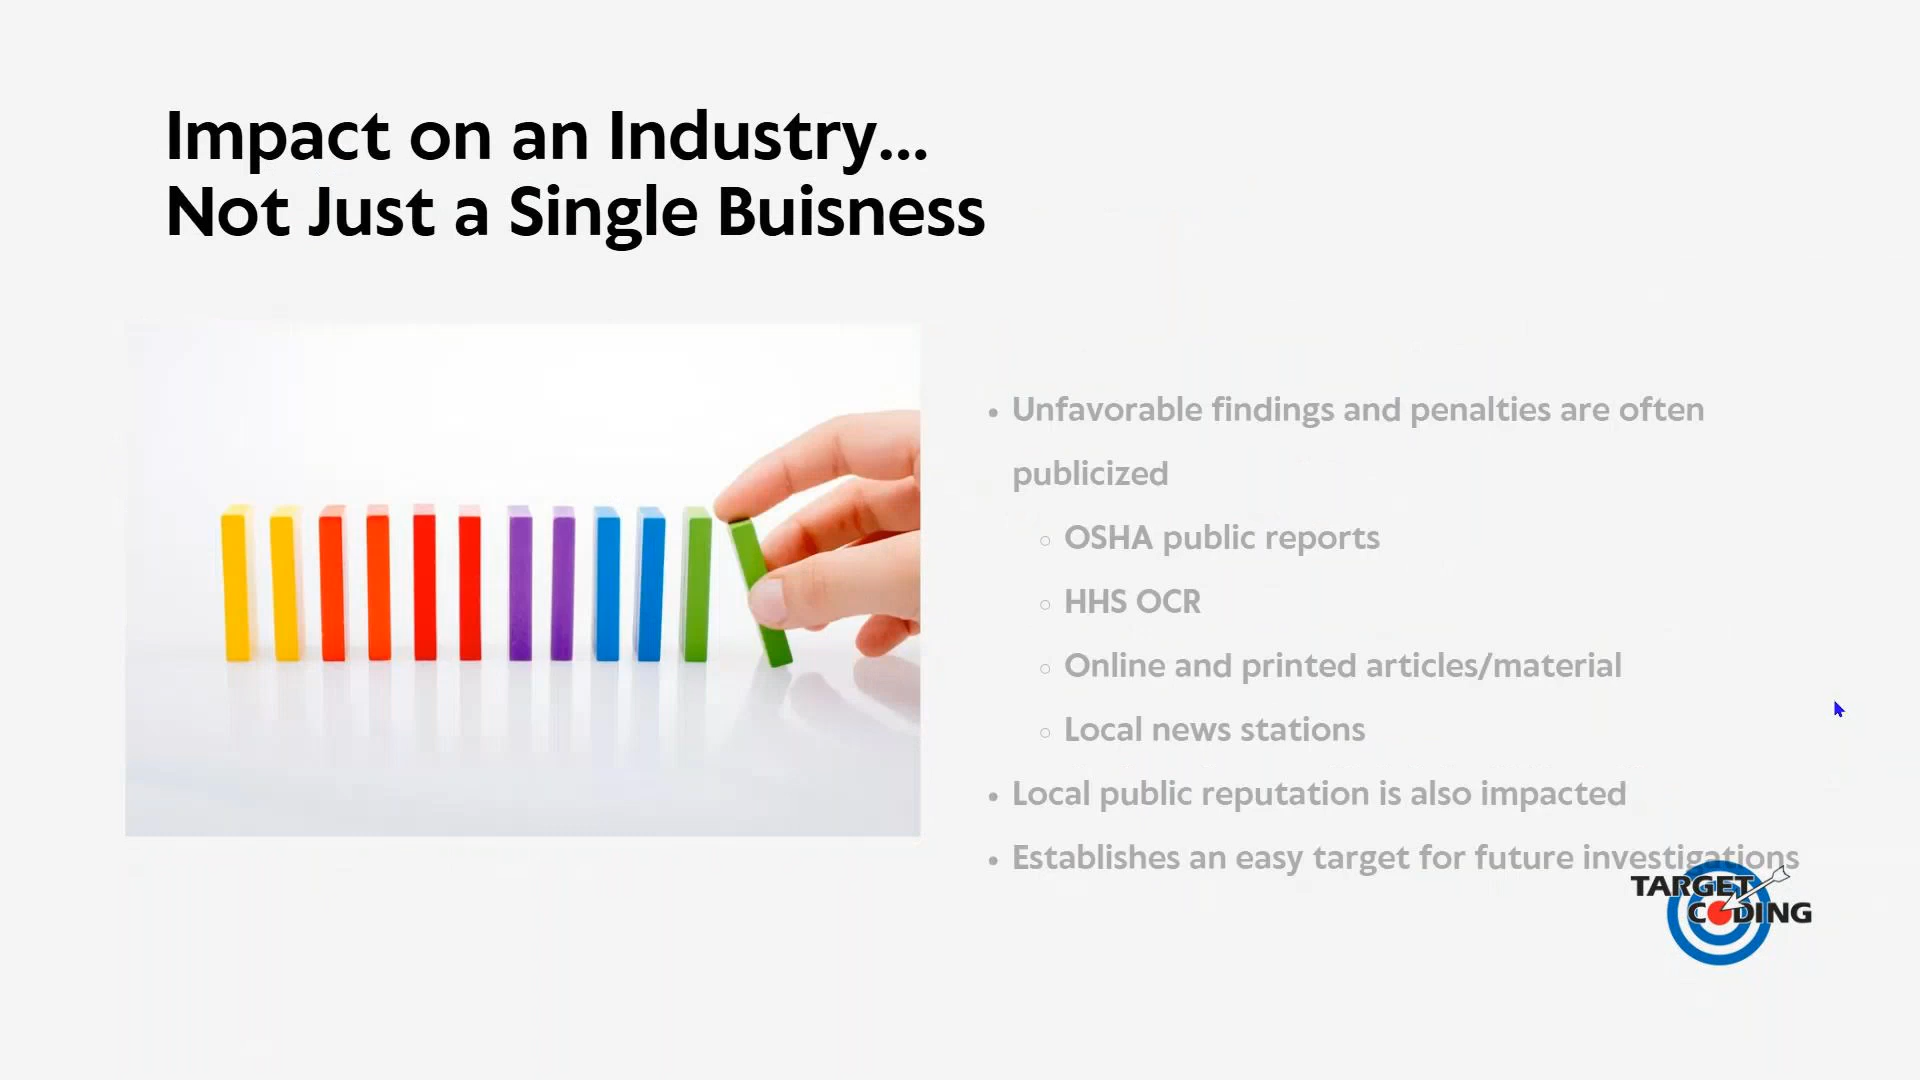 Impact on an Industry...
Not Just a Single Buisness
• Unfavorable findings and penalties are often
publicized
○ OSHA public reports
○ HHS OCR
○ Online and printed articles/material
○ Local news stations
• Local public reputation is also impacted
• Establishes an easy target for future investigations
TARGET
CODING